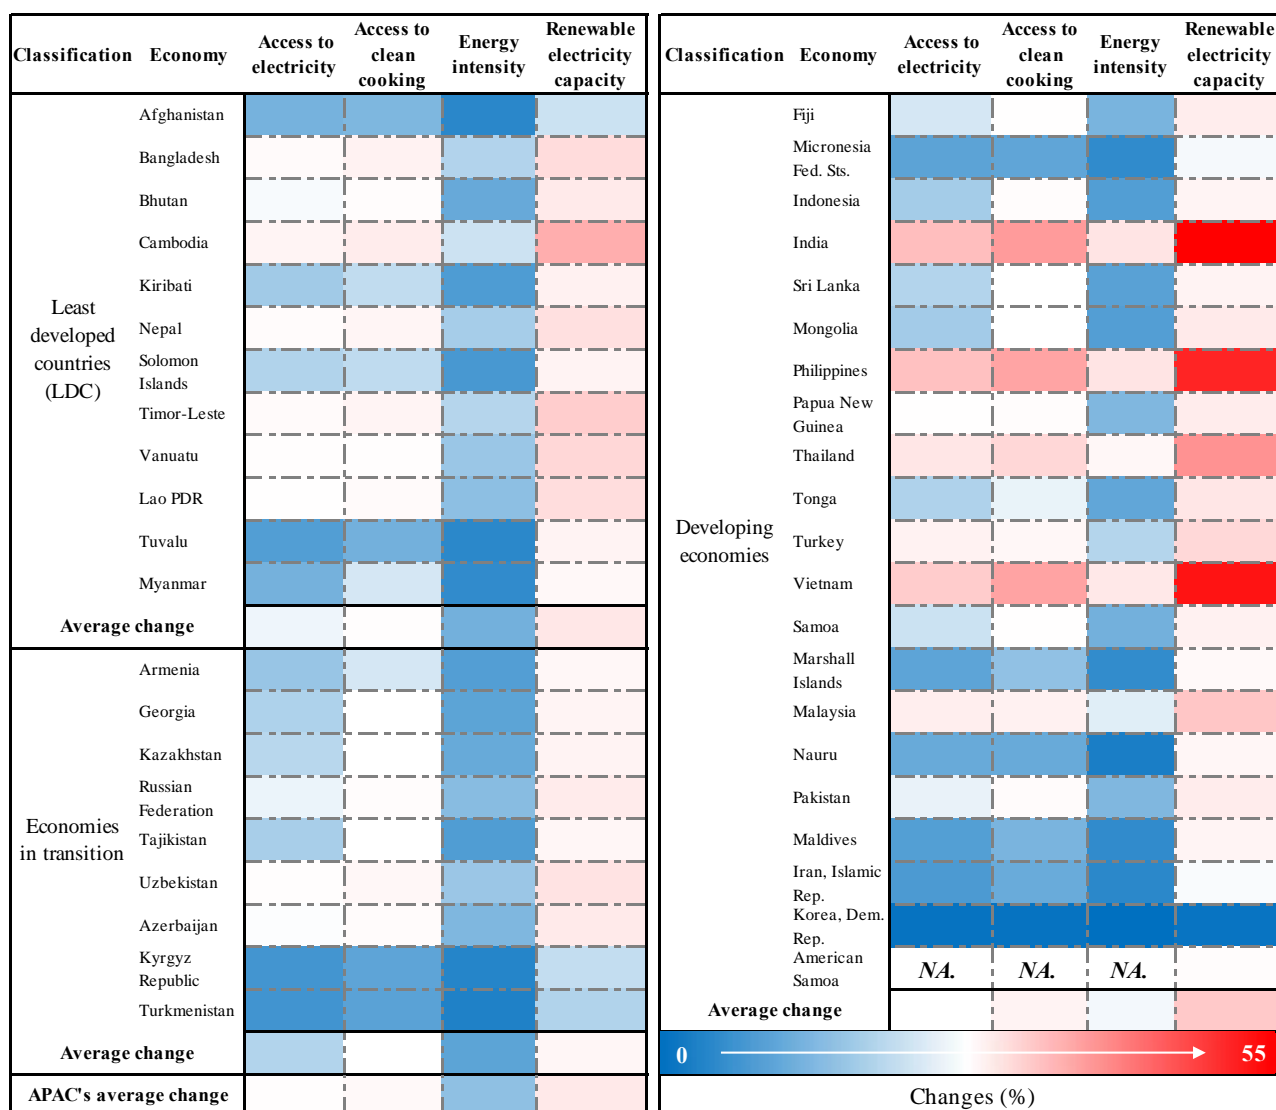 Classification Economy Access to electricity Access to clean cooking Energy intensity Renewable electricity capacity
Least developed countries (LDC)
Afghanistan
Bangladesh
Bhutan
Cambodia
Kiribati
Nepal
Solomon Islands
Timor-Leste
Vanuatu
Lao PDR
Tuvalu
Myanmar
Average change
Economies in transition
Armenia
Georgia
Kazakhstan
Russian Federation
Tajikistan
Uzbekistan
Azerbaijan
Kyrgyz Republic
Turkmenistan
Average change
APAC's average change
Classification Economy Access to electricity Access to clean cooking Energy intensity Renewable electricity capacity
Developing economies
Fiji
Micronesia Fed. Sts.
Indonesia
India
Sri Lanka
Mongolia
Philippines
Papua New Guinea
Thailand
Tonga
Turkey
Vietnam
Samoa
Marshall Islands
Malaysia
Nauru
Pakistan
Maldives
Iran, Islamic Rep.
Korea, Dem. Rep.
American Samoa NA. NA. NA.
Average change
0 55
Changes (%)